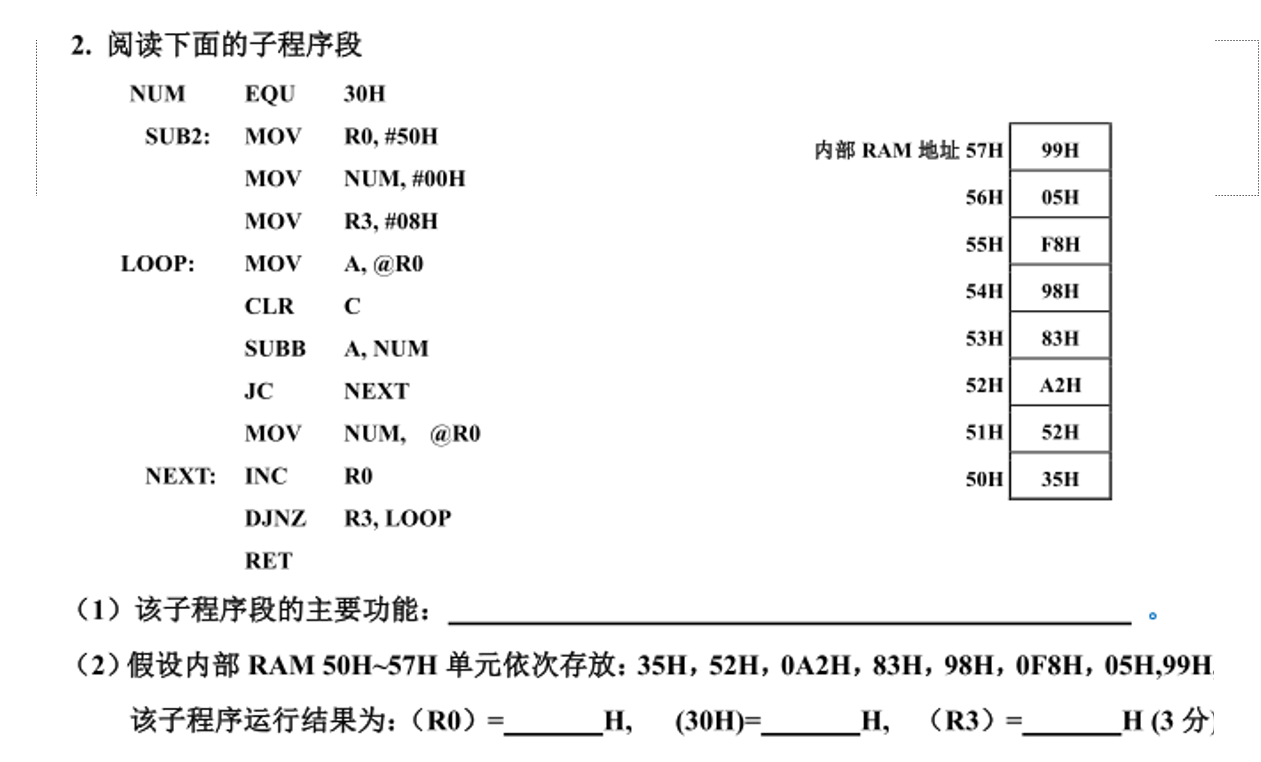 2. 阅读下面的子程序段
NUM EQU 30H
SUB2: MOV R0, #50H
MOV NUM, #00H
MOV R3, #08H
LOOP: MOV A, @R0
CLR C
SUBB A, NUM
JC NEXT
MOV NUM, @R0
NEXT: INC R0
DJNZ R3, LOOP
RET
内部 RAM 地址 57H 99H
56H 05H
55H F8H
54H 98H
53H 83H
52H A2H
51H 52H
50H 35H
（1）该子程序段的主要功能：＿＿＿＿＿＿＿＿＿＿＿＿。
（2）假设内部 RAM 50H~57H 单元依次存放：35H，52H，0A2H，83H，98H，0F8H，05H,99H
该子程序运行结果为：（R0）=______H, (30H)=______H, （R3）=______H (3 分)